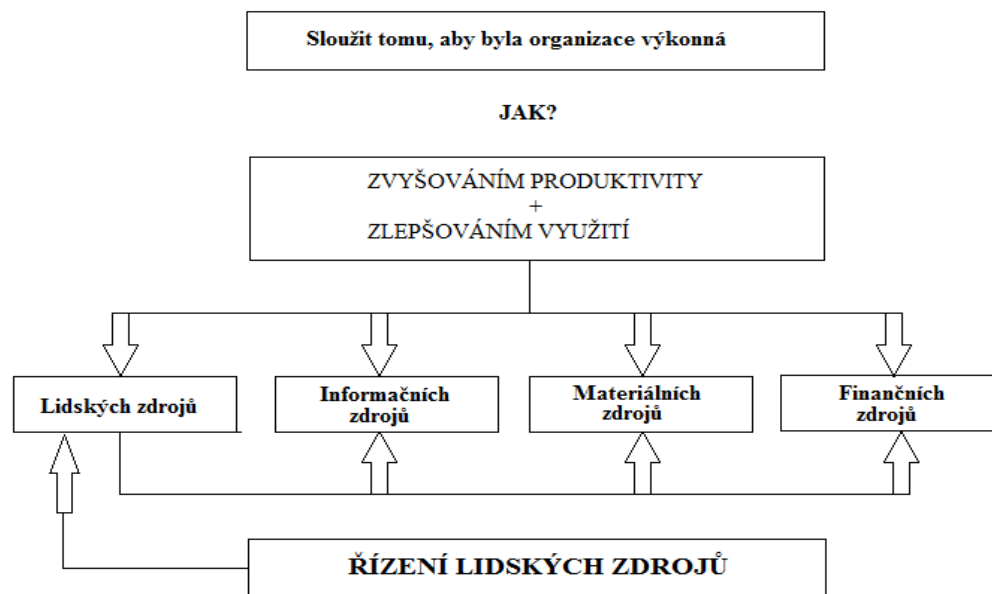 Sloužit tomu, aby byla organizace výkonná
JAK?
ZVYŠOVÁNÍM PRODUKTIVITY
+
ZLEPŠOVÁNÍM VYUŽITÍ
Lidských zdrojů
Informačních
zdrojů
Materiálních
zdrojů
Finančních
zdrojů
ŘÍZENÍ LIDSKÝCH ZDROJŮ